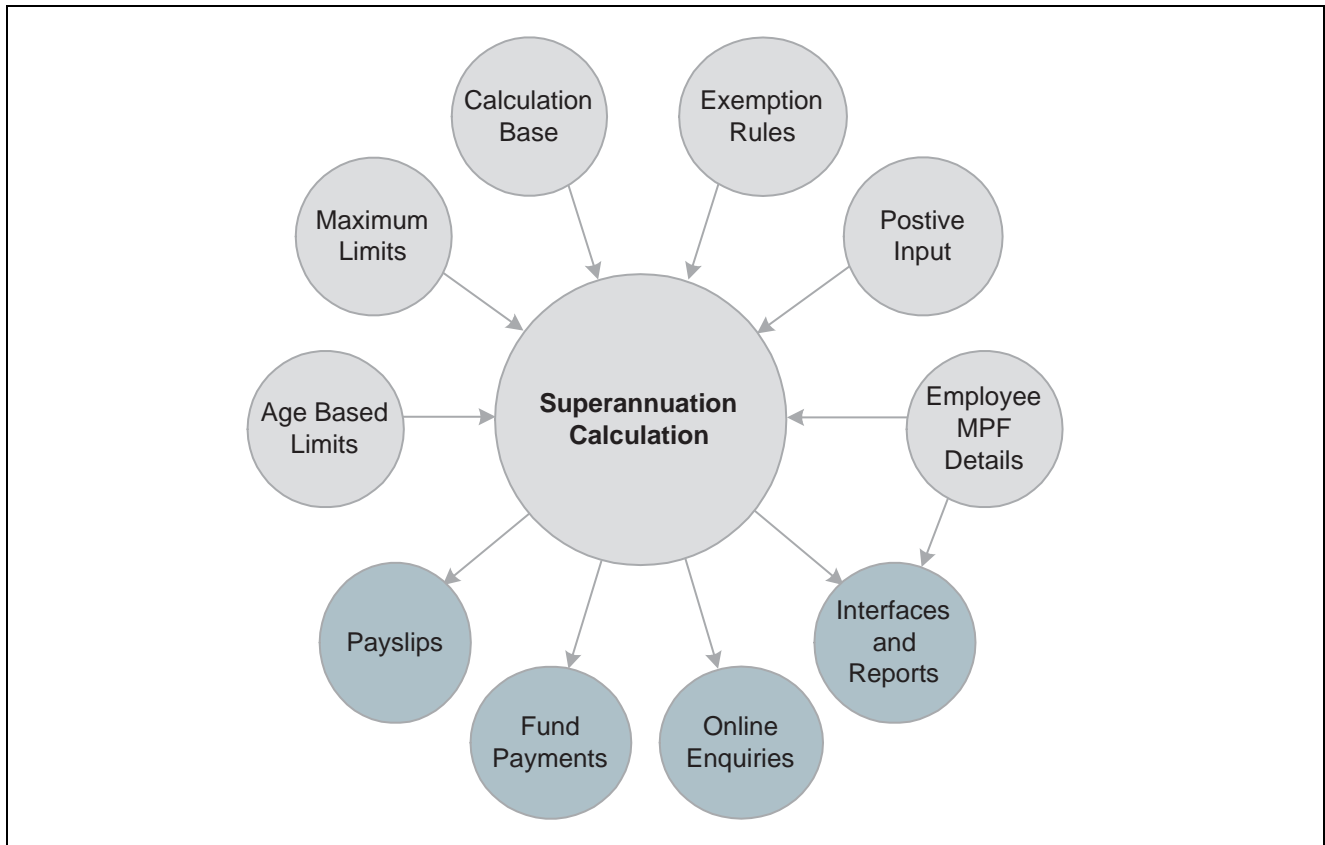 Calculation
Base
Exemption
Rules
Maximum
Limits
Postive
Input
Age Based
Limits
Superannuation
Calculation
Employee
MPF
Details
Payslips
Fund
Payments
Online
Enquiries
Interfaces
and
Reports